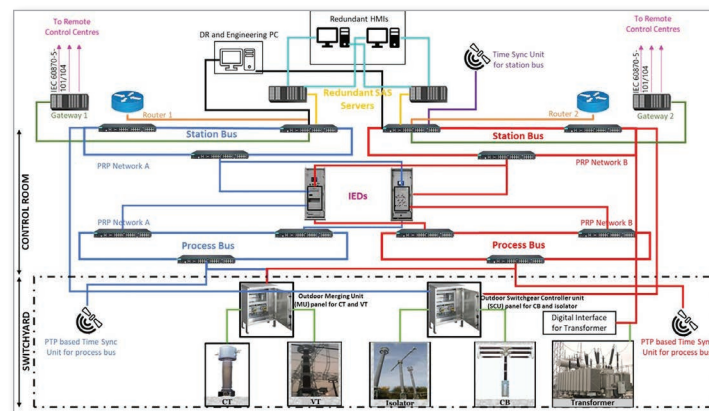 To Remote
Control Centres
IEC 60870-5-
101/104
Gateway 1
Router 1
DR and Engineering PC
Redundant HMIs
Redundant SAS
Servers
Time Sync Unit
for station bus
To Remote
Control Centres
IEC 60870-5-
101/104
Router 2
Gateway 2
CONTROL ROOM
Station Bus
Station Bus
PRP Network A
PRP Network B
IEDs
PRP Network A
PRP Network B
Process Bus
Process Bus
SWITCHYARD
PTP based Time Sync
Unit for process bus
Outdoor Merging Unit
(MU) panel for CT and VT
Outdoor Switchgear Controller unit
(SCU) panel for CB and isolator
Digital Interface
for Transformer
PTP based Time Sync
Unit for process bus
CT
VT
Isolator
CB
Transformer